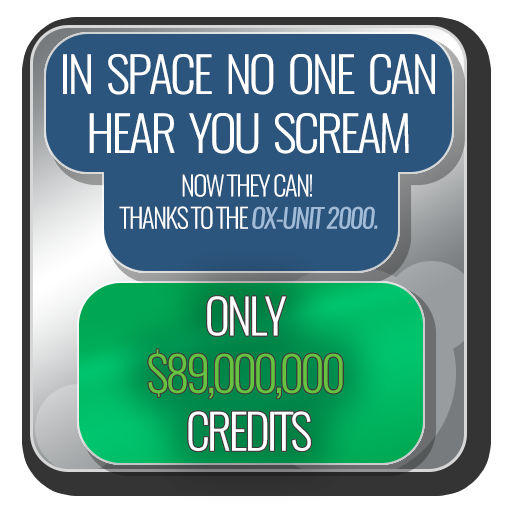 IN SPACE NO ONE CAN
HEAR YOU SCREAM
NOW THEY CAN!
THANKS TO THE OX-UNIT 2000.
ONLY
$89,000,000
CREDITS